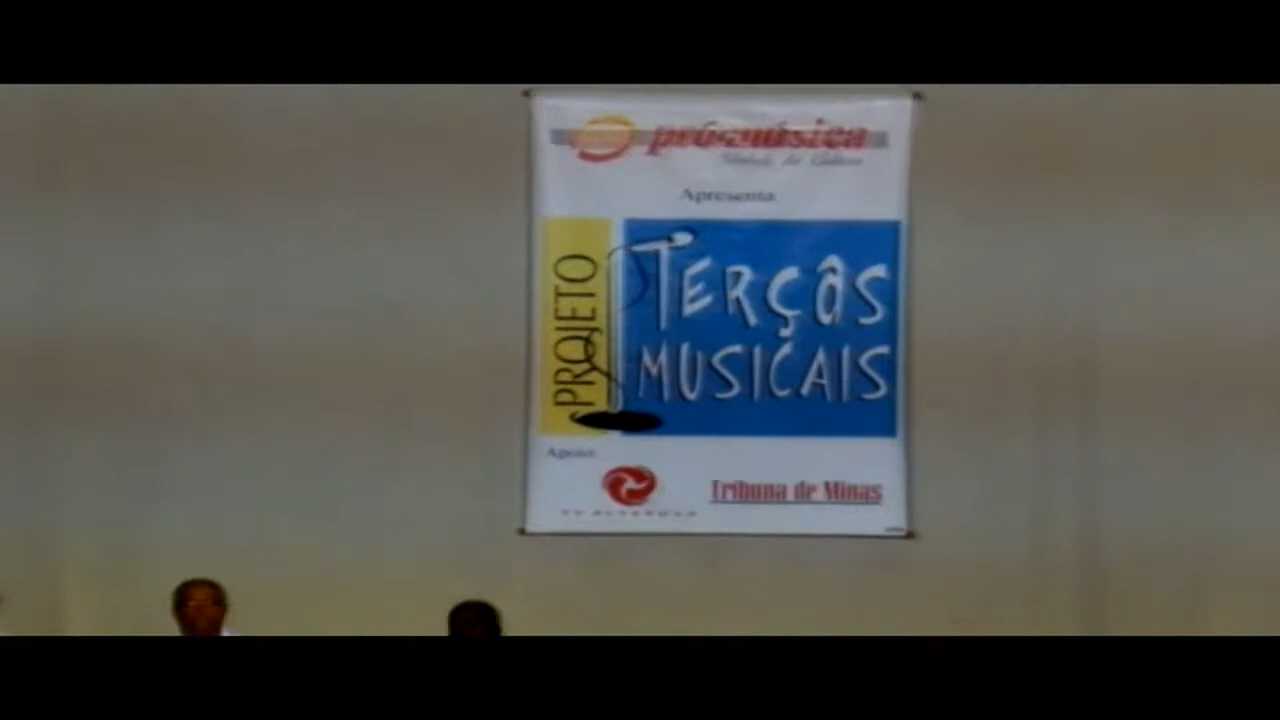 pró-música
Apresenta
PROJETO
TERÇAS
MUSICAIS
Apoio:
Tribuna de Minas